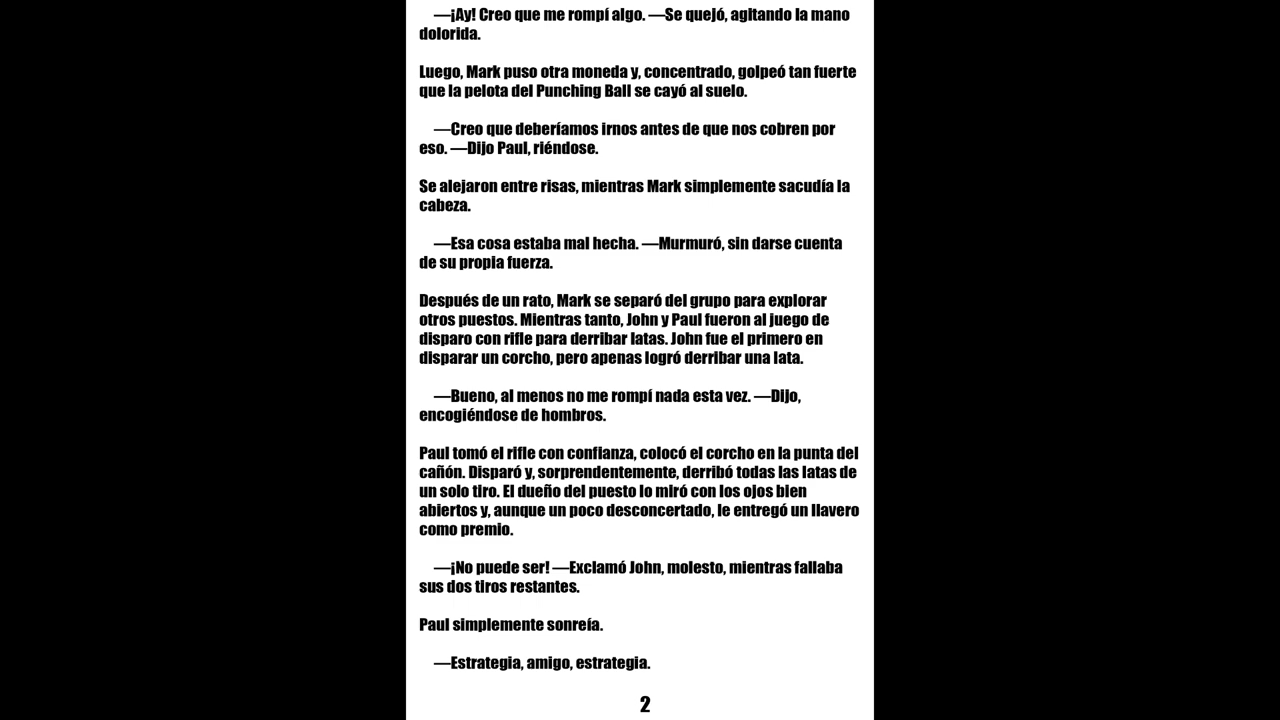 —¡Ay! Creo que me rompí algo. —Se quejó, agitando la mano
dolorida.
Luego, Mark puso otra moneda y, concentrado, golpeó tan fuerte
que la pelota del Punching Ball se cayó al suelo.
—Creo que deberíamos irnos antes de que nos cobren por
eso. —Dijo Paul, riéndose.
Se alejaron entre risas, mientras Mark simplemente sacudía la
cabeza.
—Esa cosa estaba mal hecha. —Murmuró, sin darse cuenta
de su propia fuerza.
Después de un rato, Mark se separó del grupo para explorar
otros puestos. Mientras tanto, John y Paul fueron al juego de
disparo con rifle para derribar latas. John fue el primero en
disparar un corcho, pero apenas logró derribar una lata.
—Bueno, al menos no me rompí nada esta vez. —Dijo,
encogiéndose de hombros.
Paul tomó el rifle con confianza, colocó el corcho en la punta del
cañón. Disparó y, sorprendentemente, derribó todas las latas de
un solo tiro. El dueño del puesto lo miró con los ojos bien
abiertos y, aunque un poco desconcertado, le entregó un llavero
como premio.
—¡No puede ser! —Exclamó John, molesto, mientras fallaba
sus dos tiros restantes.
Paul simplemente sonreía.
—Estrategia, amigo, estrategia.
2